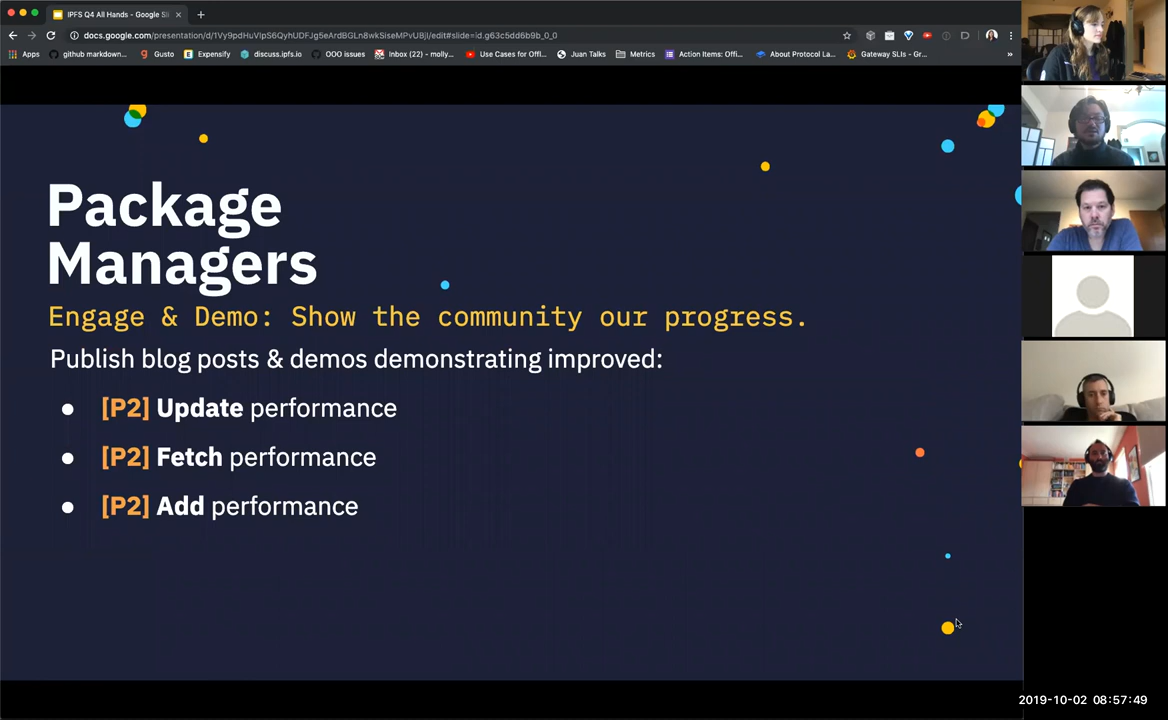 IPFS Q4 All Hands - Google Sli
docs.google.com/presentation/d/1Vy9pdHuVlpS6QyhUDFJg5eArdBGLn8wkSiseMPvUBjI/edit#slide=id.g63c5dd6b9b_0_0
Apps github markdown... Gusto Expensify discuss.ipfs.io OOO issues Inbox (22) - molly... Use Cases for Offl... Juan Talks Metrics Action Items: Offi... About Protocol La... Gateway SLIs - Gr... »
Package
Managers
Engage & Demo: Show the community our progress.
Publish blog posts & demos demonstrating improved:
● [P2] Update performance
● [P2] Fetch performance
● [P2] Add performance
2019-10-02 08:57:49